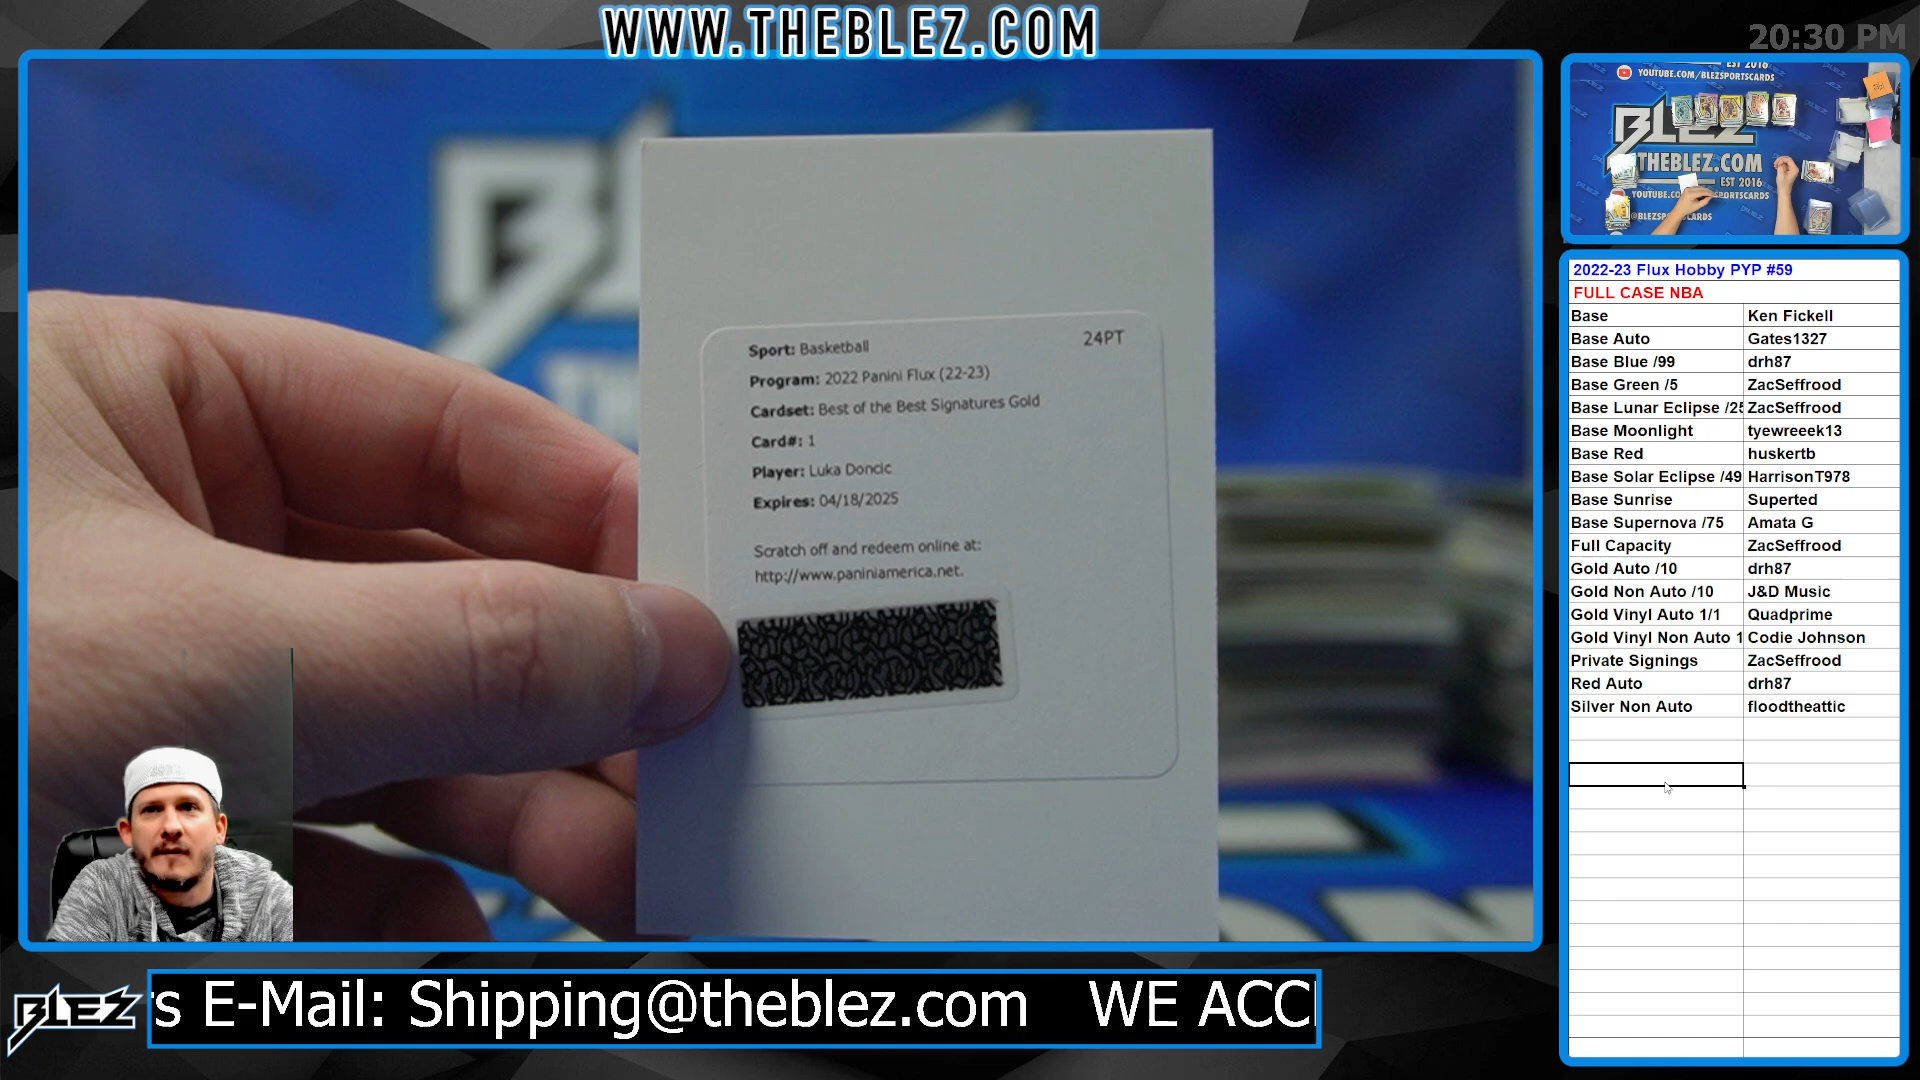 WWW.THEBLEZ.COM
20:30 PM
Sport: Basketball
24PT
Program: 2022 Panini Flux (22-23)
Cardset: Best of the Best Signatures Gold
Card#: 1
Player: Luka Doncic
Expires: 04/18/2025
Scratch off and redeem online at:
http://www.paniniamerica.net.
EST 2016
YOUTUBE.COM/BLEZSPORTSCARDS
BLEZ
THEBLEZ.COM
EST 2016
2022-23 Flux Hobby PYP #59
FULL CASE NBA
Base Ken Fickell
Base Auto Gates1327
Base Blue /99 drh87
Base Green /5 ZacSeffrood
Base Lunar Eclipse /25 ZacSeffrood
Base Moonlight tyewreeek13
Base Red huskertb
Base Solar Eclipse /49 HarrisonT978
Base Sunrise Superted
Base Supernova /75 Amata G
Full Capacity ZacSeffrood
Gold Auto /10 drh87
Gold Non Auto /10 J&D Music
Gold Vinyl Auto 1/1 Quadprime
Gold Vinyl Non Auto 1 Codie Johnson
Private Signings ZacSeffrood
Red Auto drh87
Silver Non Auto floodtheattic
BLEZ
s E-Mail: Shipping@theblez.com WE ACC